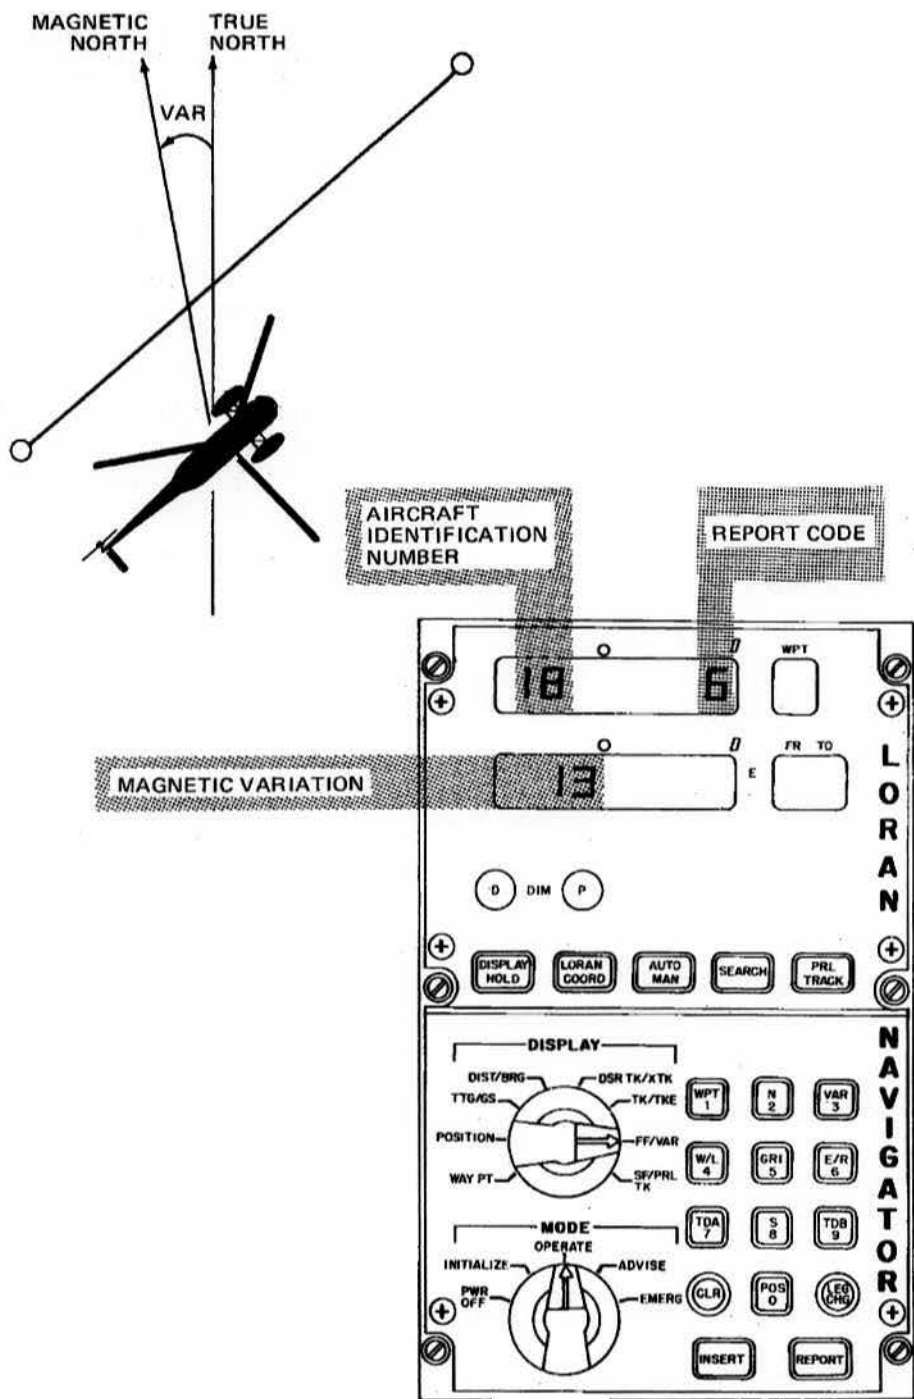 MAGNETIC
NORTH
TRUE
NORTH
VAR
AIRCRAFT
IDENTIFICATION
NUMBER
REPORT CODE
WPT
18 6
MAGNETIC VARIATION
FR TO
13
E
LORAN
D DIM P
DISPLAY
HOLD
LORAN
COORD
AUTO
MAN
SEARCH
PRL
TRACK
NAVIGATOR
DISPLAY
DIST/BRG
DSR TK/XTK
TTG/GS
TK/TKE
POSITION
FF/VAR
WAY PT
SF/PRL
TK
MODE
OPERATE
INITIALIZE
ADVISE
PWR
OFF
EMERG
WPT
1
N
2
VAR
3
W/L
4
GRI
5
E/R
6
TDA
7
S
8
TDB
9
CLR
POS
0
LEG
CHG
INSERT
REPORT